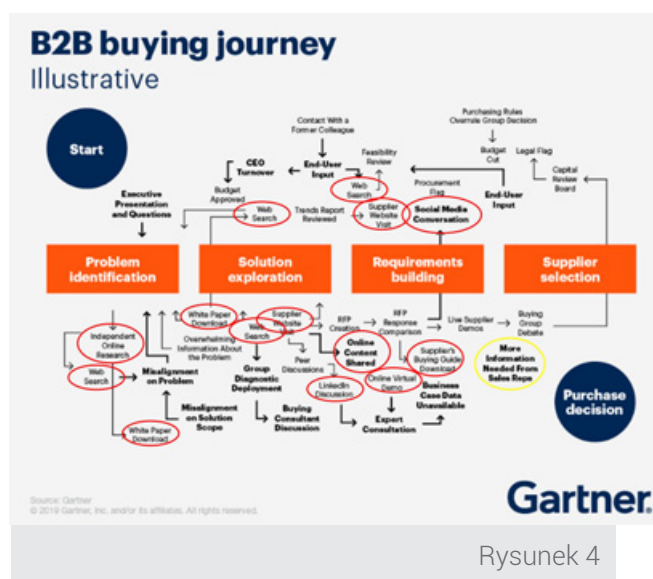 B2B buying journey
Illustrative
Start
Contact With a
Former Colleague
Purchasing Rules
Override Group Decision
CEO
Turnover
End-User
Input
Feasibility
Review
Budget
Cut
Legal Flag
Executive
Presentation
and Questions
Budget
Approved
Web
Search
Procurement
Flag
End-User
Input
Capital
Review
Board
Web
Search
Trends Report
Reviewed
Supplier
Website
Visit
Social Media
Conversation
Problem
identification
Solution
exploration
Requirements
building
Supplier
selection
Independent
Online
Research
White Paper
Download
Web
Search
Supplier
Website
Visit
RFP
Creation
RFP
Response
Comparison
Live Supplier
Demos
Buying
Group
Debate
Overwhelming
Information About
the Problem
Peer
Discussions
Online
Content
Shared
Supplier's
Buying Guide
Download
More
Information
Needed From
Sales Reps
Web
Search
Misalignment
on Problem
Group
Diagnostic
Deployment
LinkedIn
Discussion
Online Virtual
Demo
Business
Case Data
Unavailable
Purchase
decision
White Paper
Download
Misalignment
on Solution
Scope
Buying
Consultant
Discussion
Expert
Consultation
Source: Gartner
© 2019 Gartner, Inc. and/or its affiliates. All rights reserved.
Gartner.
Rysunek 4